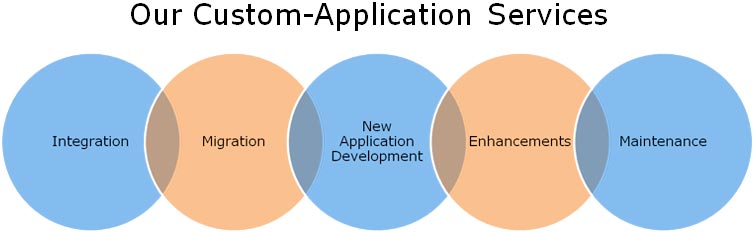 Our Custom-Application Services
Integration
Migration
New
Application
Development
Enhancements
Maintenance